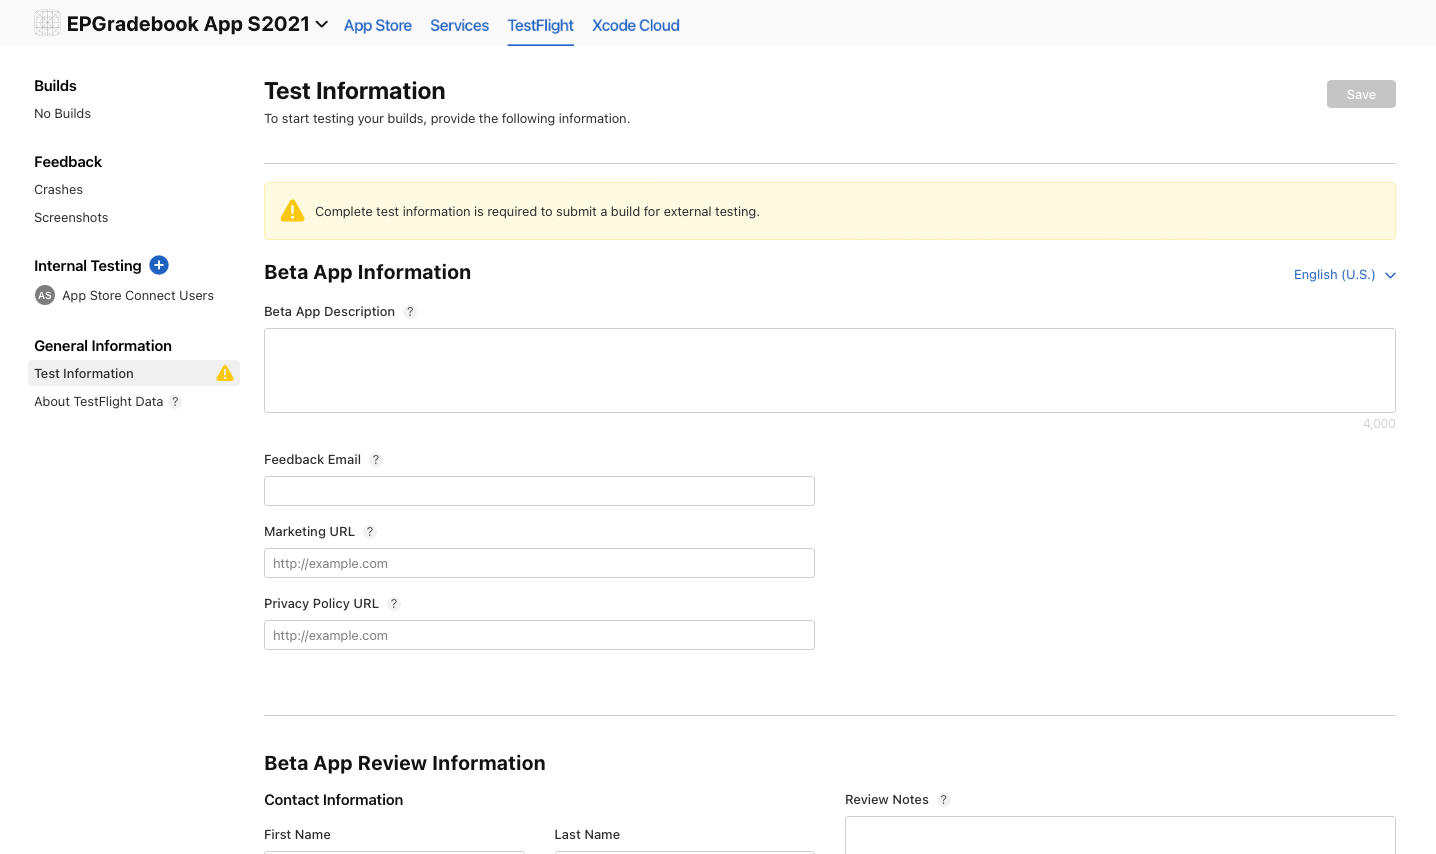 EPGradebook App S2021
App Store Services TestFlight Xcode Cloud
Builds
No Builds
Feedback
Crashes
Screenshots
Internal Testing
AS App Store Connect Users
General Information
Test Information
About TestFlight Data ?
Test Information
Save
To start testing your builds, provide the following information.
Complete test information is required to submit a build for external testing.
Beta App Information
English (U.S.)
Beta App Description ?
4,000
Feedback Email ?
Marketing URL ?
http://example.com
Privacy Policy URL ?
http://example.com
Beta App Review Information
Contact Information
First Name
Last Name
Review Notes ?